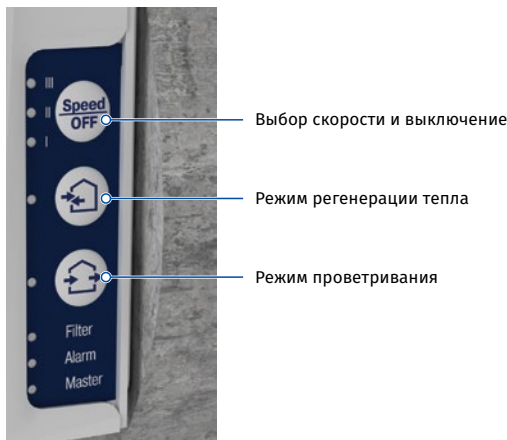 III
Speed
OFF
II
I
Выбор скорости и выключение
Режим регенерации тепла
Режим проветривания
Filter
Alarm
Master